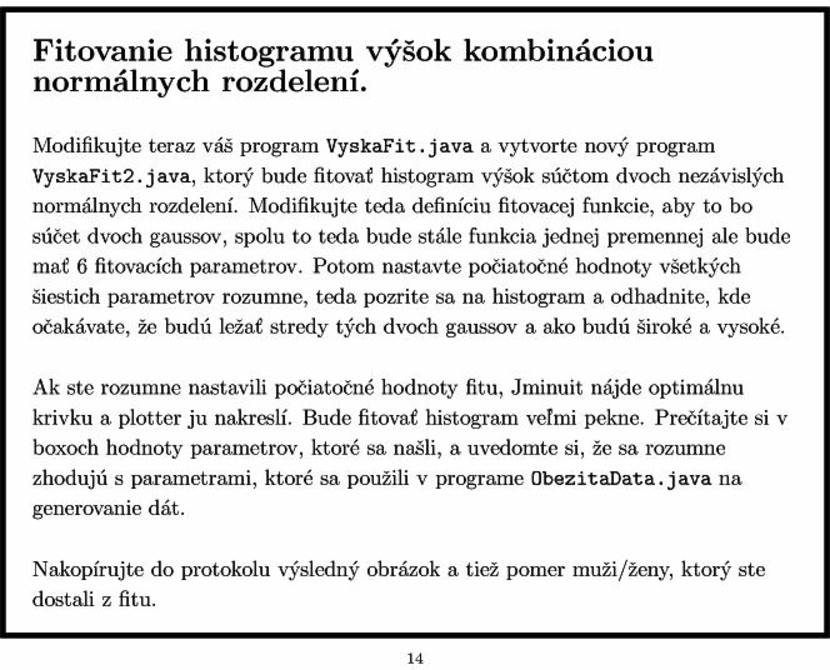 Fitovanie histogramu výšok kombináciou
normálnych rozdelení.
Modifikujte teraz váš program VyskaFit.java a vytvorte nový program
VyskaFit2.java, ktorý bude fitovať histogram výšok súčtom dvoch nezávislých
normálnych rozdelení. Modifikujte teda definíciu fitovacej funkcie, aby to bo
súčet dvoch gaussov, spolu to teda bude stále funkcia jednej premennej ale bude
mať 6 fitovacích parametrov. Potom nastavte počiatočné hodnoty všetkých
šiestich parametrov rozumne, teda pozrite sa na histogram a odhadnite, kde
očakávate, že budú ležať stredy tých dvoch gaussov a ako budú široké a vysoké.
Ak ste rozumne nastavili počiatočné hodnoty fitu, Jminuit nájde optimálnu
krivku a plotter ju nakreslí. Bude fitovať histogram veľmi pekne. Prečítajte si v
boxoch hodnoty parametrov, ktoré sa našli, a uvedomte si, že sa rozumne
zhodujú s parametrami, ktoré sa použili v programe ObezitaData.java na
generovanie dát.
Nakopírujte do protokolu výsledný obrázok a tiež pomer muži/ženy, ktorý ste
dostali z fitu.
14